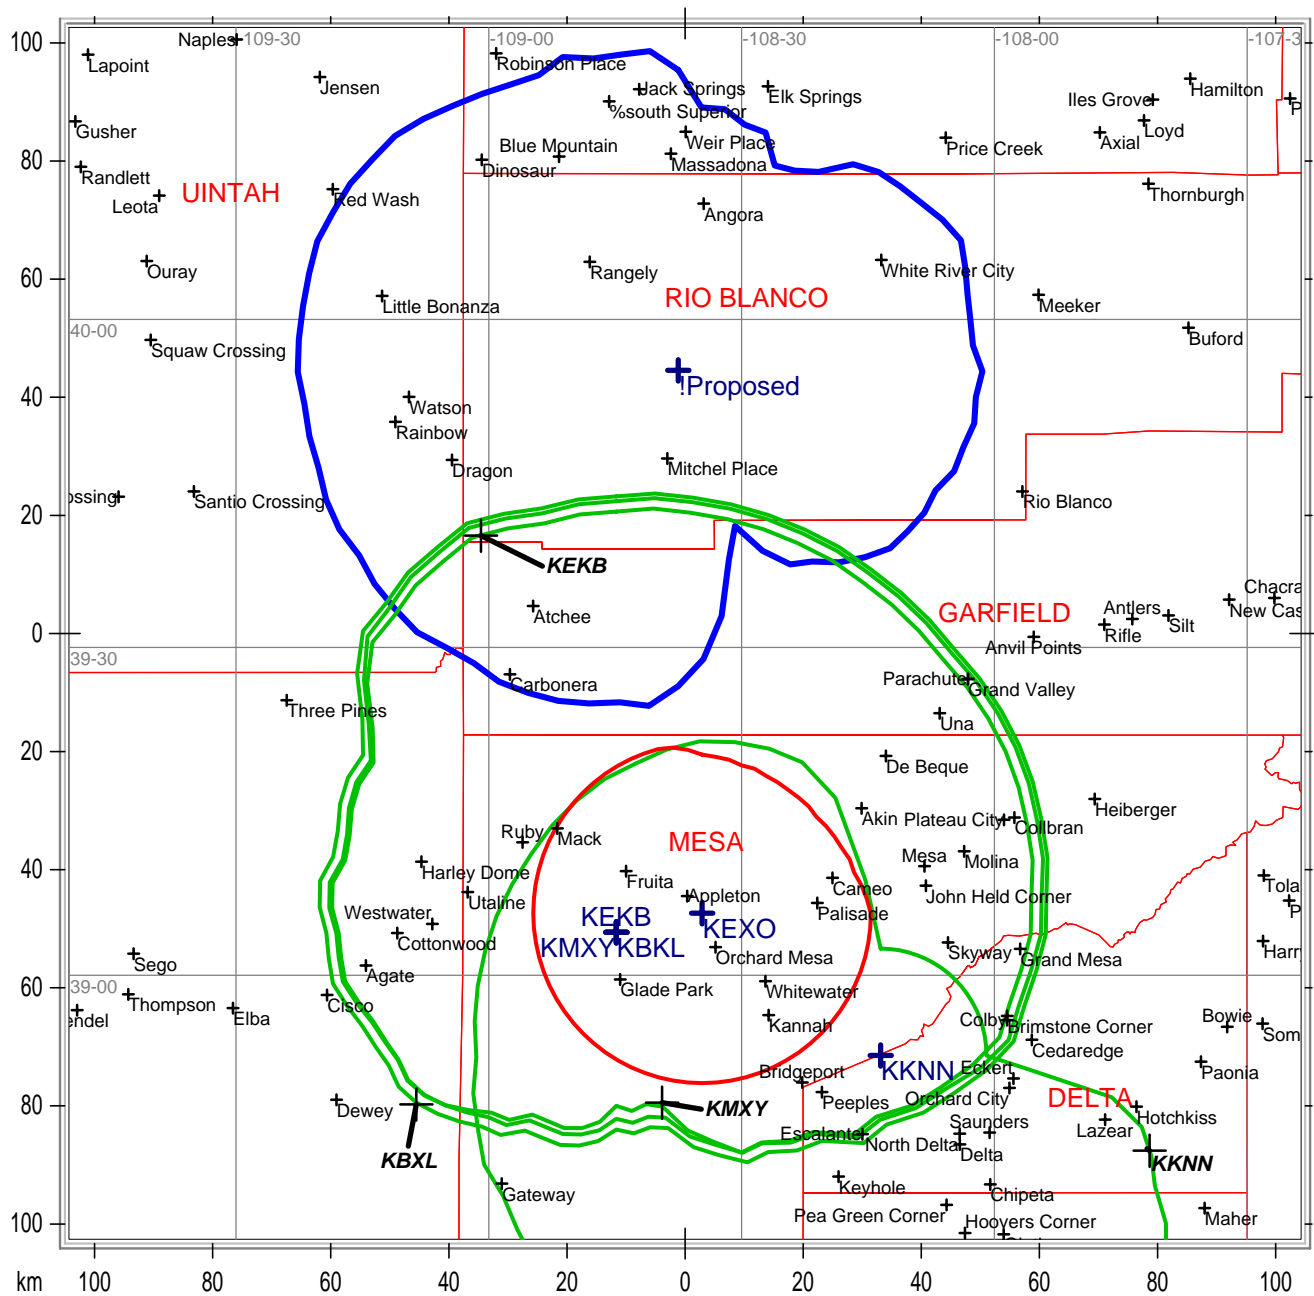 100
Naples
-109-30
-109-00
-108-30
-108-00
-107-3
Lapoint
Robinson Place
Jensen
Jack Springs
Elk Springs
Hamilton
Iles Grove
P
%south Superior
Gusher
Loyd
Weir Place
Axial
Blue Mountain
Price Creek
80
Dinosaur
Massadona
Randlett
UINTAH
Red Wash
Thornburgh
Leota
Angora
60
Ouray
Rangely
White River City
RIO BLANCO
Little Bonanza
Meeker
40-00
Buford
Squaw Crossing
!Proposed
40
Watson
Rainbow
Dragon
Mitchel Place
ossing
Santio Crossing
Rio Blanco
20
KEKB
Chacra
Atchee
GARFIELD
Antlers
New Cas
Silt
0
Rifle
39-30
Anvil Points
Carbonera
Parachute
Grand Valley
Three Pines
Una
20
De Beque
Akin
Plateau City
Collbran
Heiberger
Ruby
Mack
MESA
40
Harley Dome
Mesa
Molina
Fruita
Cameo
Tola
Utaline
Appleton
John Held Corner
Westwater
KEKB
Palisade
P
Cottonwood
KMXYKBKL
KEXO
Orchard Mesa
Skyway
Grand Mesa
Harr
Sego
Agate
39-00
60
Glade Park
Whitewater
Thompson
Cisco
endel
Elba
Kannah
Colby
Brimstone Corner
Bowie
Som
Cedaredge
KKNN
Eckert
Bridgeport
Paonia
80
Dewey
KMXY
Peeples
Orchard City
DELTA
Hotchkiss
Saunders
Lazear
Escalante
North Delta
Delta
KBXL
KKNN
Gateway
Keyhole
Chipeta
Pea Green Corner
Maher
100
Hoovers Corner
km
100
80
60
40
20
0
20
40
60
80
100